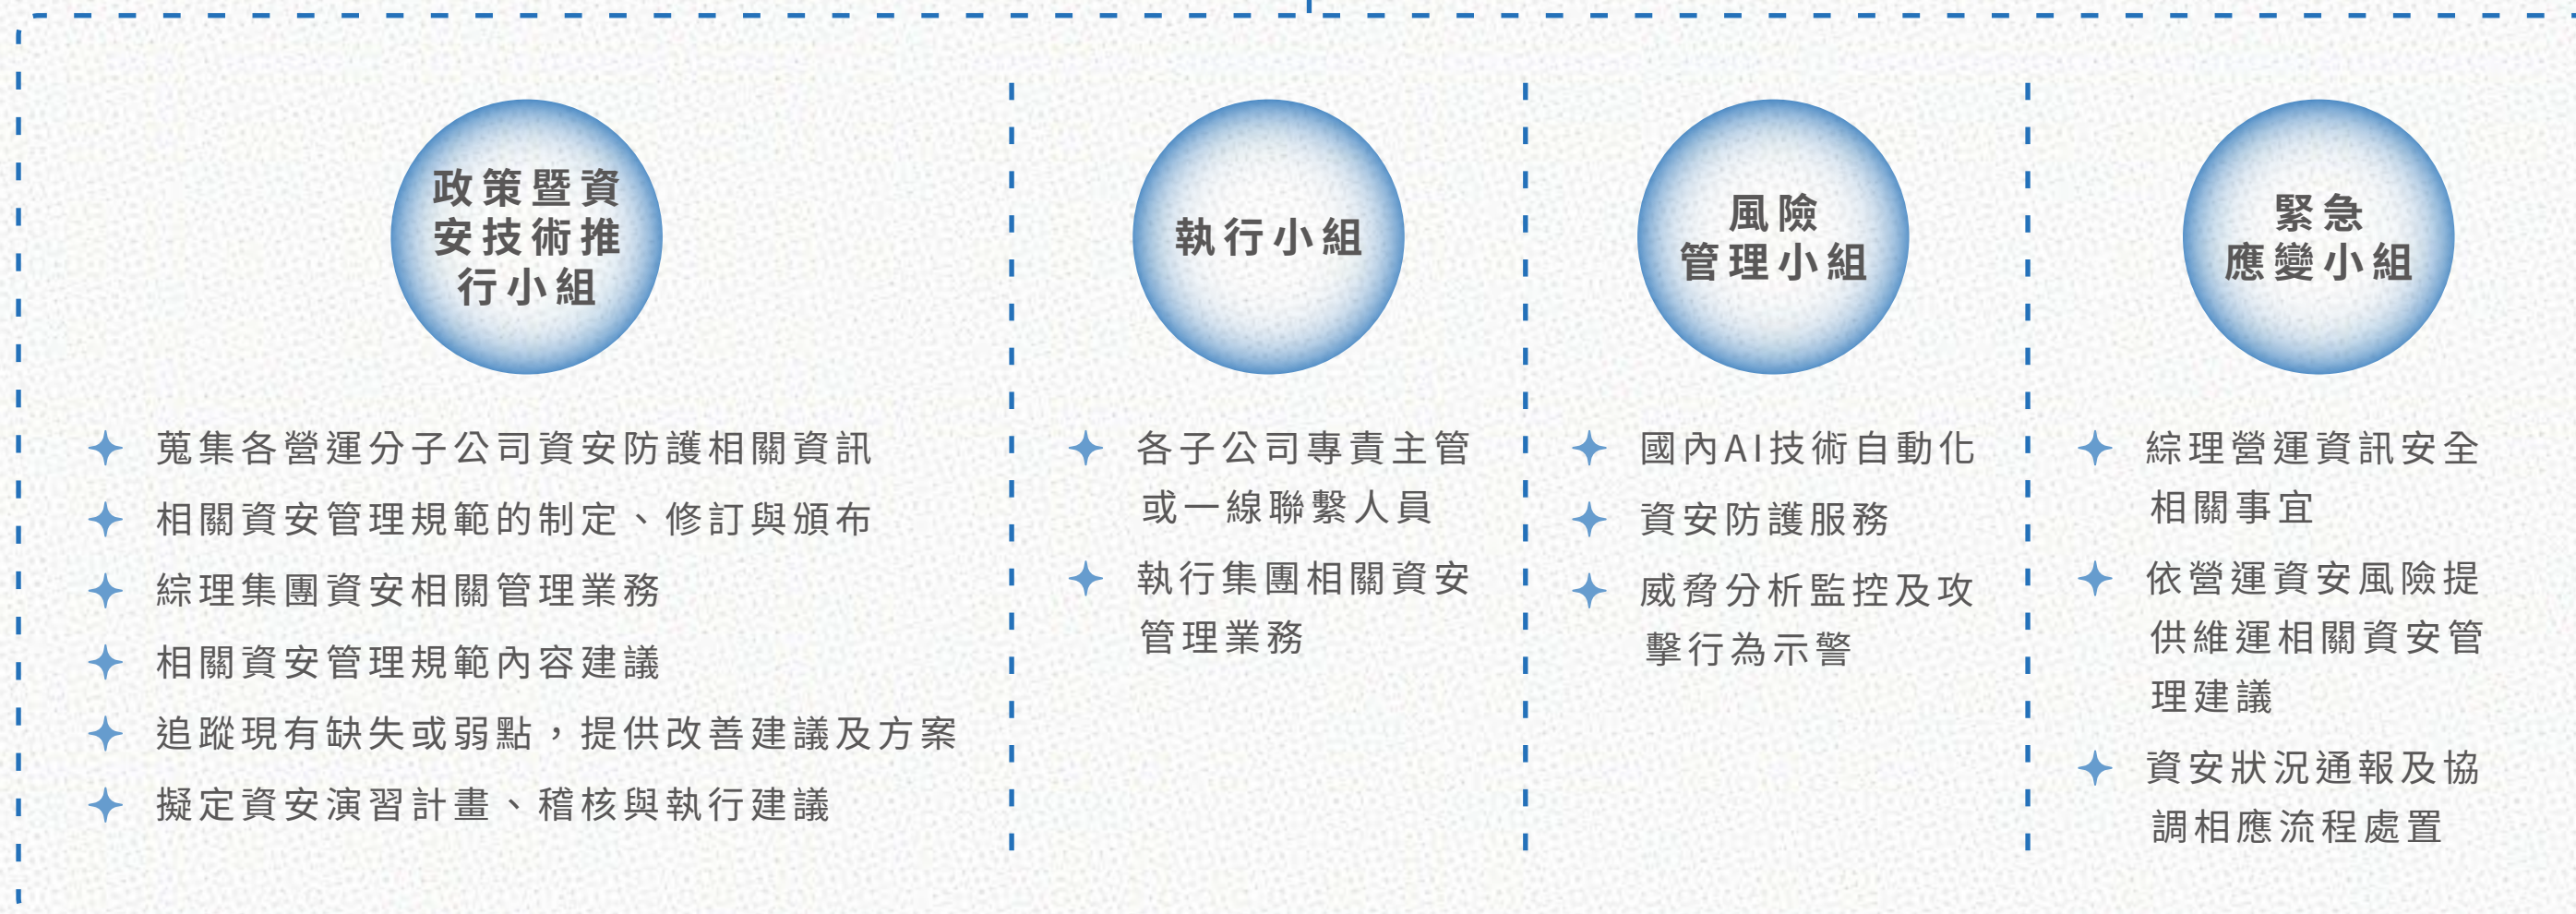 政策暨資
安技術推
行小組
蒐集各營運分子公司資安防護相關資訊
相關資安管理規範的制定、修訂與頒布
綜理集團資安相關管理業務
相關資安管理規範內容建議
追蹤現有缺失或弱點，提供改善建議及方案
擬定資安演習計畫、稽核與執行建議
執行小組
各子公司專責主管
或一線聯繫人員
執行集團相關資安
管理業務
風險
管理小組
國內AI技術自動化
資安防護服務
威脅分析監控及攻
擊行為示警
緊急
應變小組
綜理營運資訊安全
相關事宜
依營運資安風險提
供維運相關資安管
理建議
資安狀況通報及協
調相應流程處置